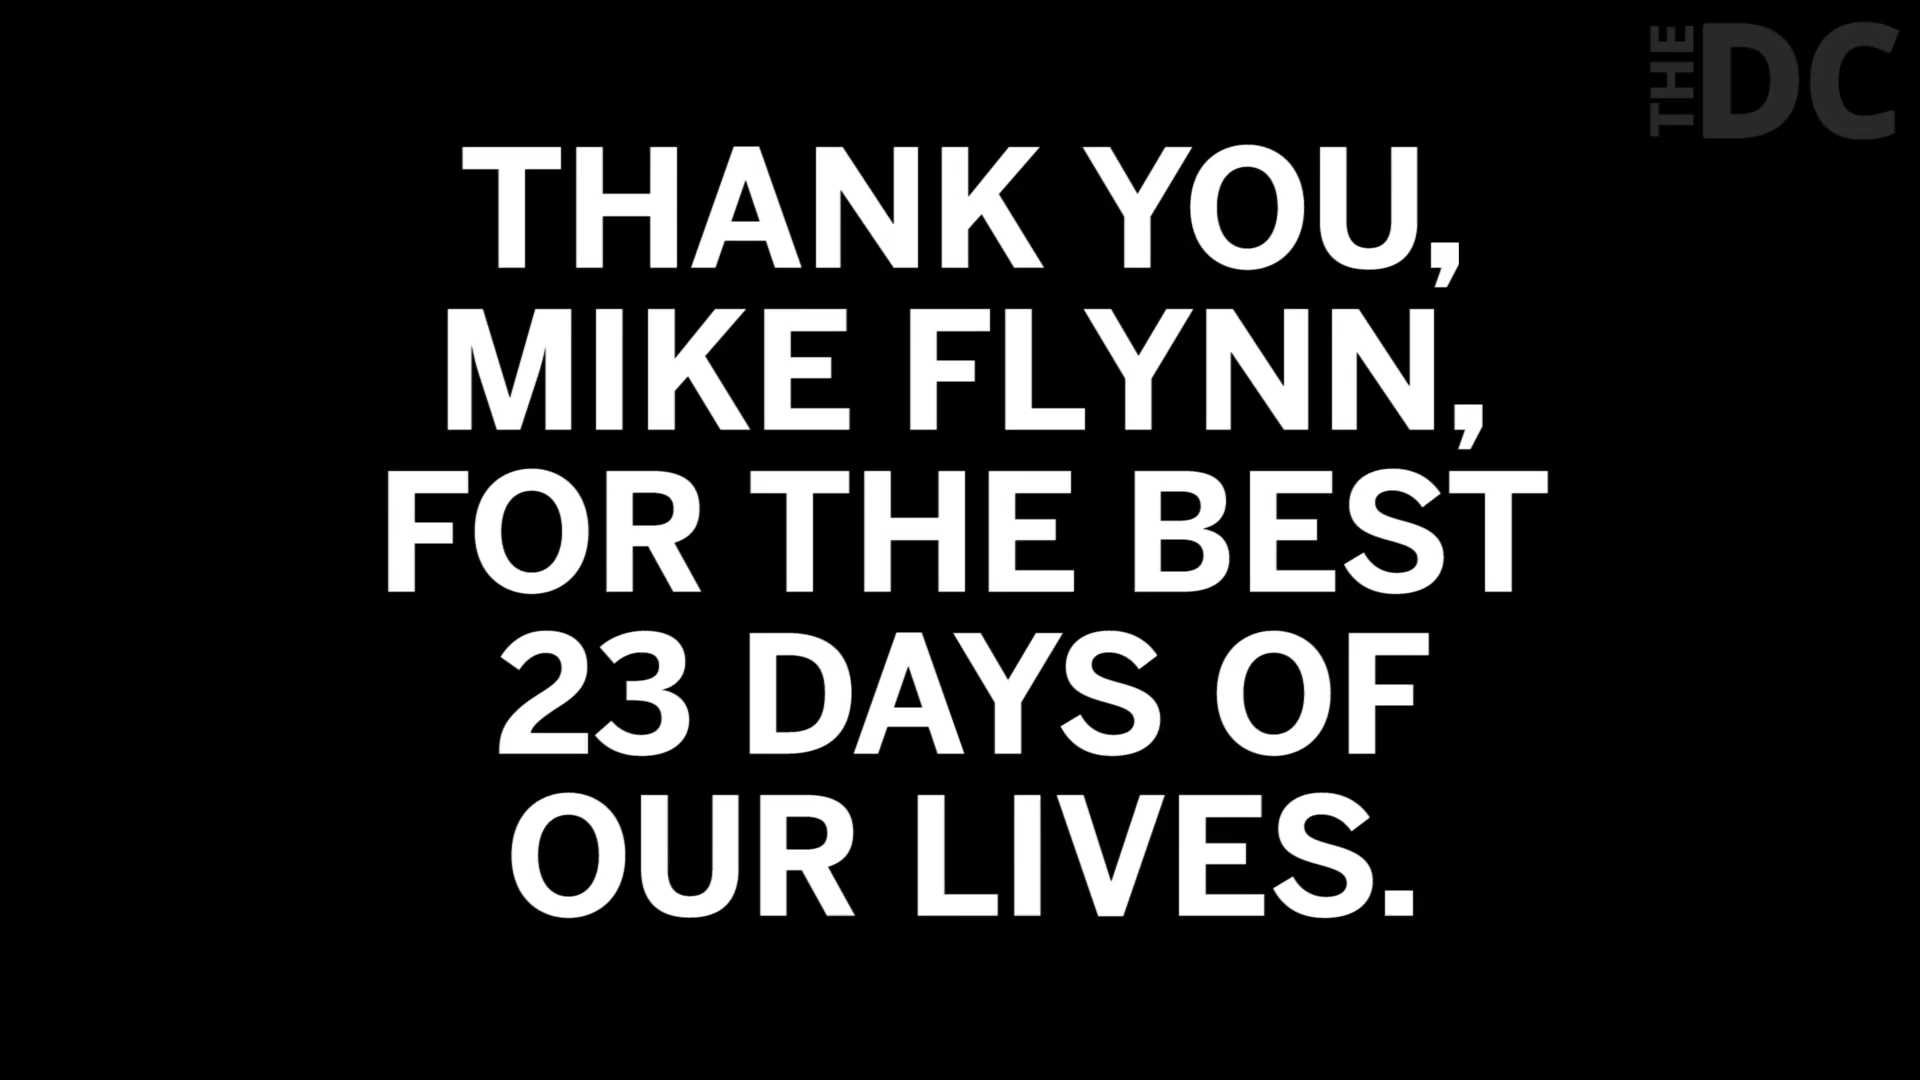 THE DC
THANK YOU,
MIKE FLYNN,
FOR THE BEST
23 DAYS OF
OUR LIVES.